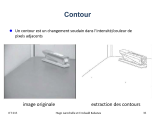 Contour
Un contour est un changement soudain dans l'intensité/couleur de
pixels adjacents
image originale
extraction des contours